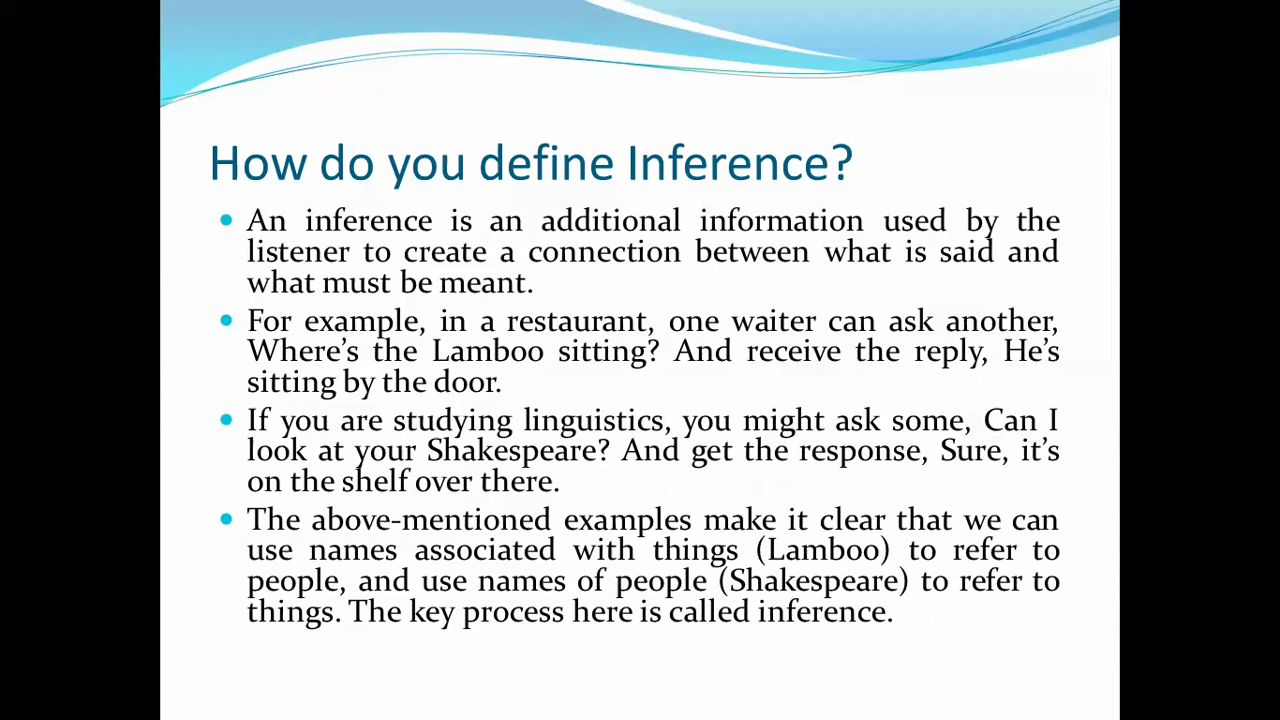 How do you define Inference?
• An inference is an additional information used by the
listener to create a connection between what is said and
what must be meant.
• For example, in a restaurant, one waiter can ask another,
Where's the Lamboo sitting? And receive the reply, He's
sitting by the door.
• If you are studying linguistics, you might ask some, Can I
look at your Shakespeare? And get the response, Sure, it's
on the shelf over there.
• The above-mentioned examples make it clear that we can
use names associated with things (Lamboo) to refer to
people, and use names of people (Shakespeare) to refer to
things. The key process here is called inference.